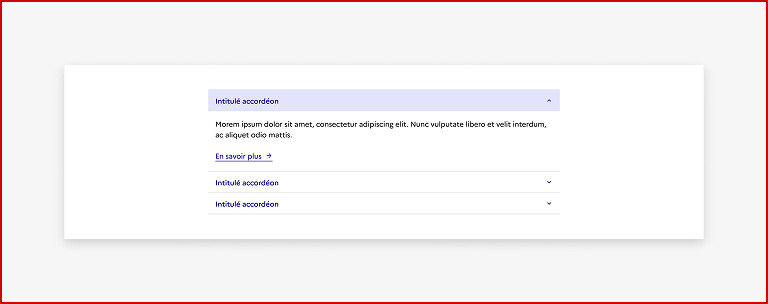 Intitulé accordéon
Morem ipsum dolor sit amet, consectetur adipiscing elit. Nunc vulputate libero et velit interdum,
ac aliquet odio mattis.
En savoir plus →
Intitulé accordéon
Intitulé accordéon